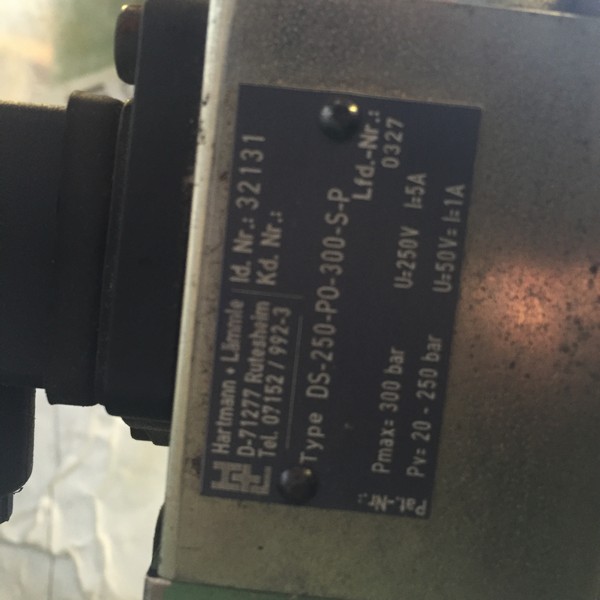 Hartmann + Lämmle
D-71277 Rutesheim
Tel. 07152 / 992-3
Id. Nr.: 32131
Kd. Nr.:
Type DS-250-PO-300-S-P
Lfd.-Nr.:
0327
Pmax= 300 bar
U=250V I=5A
Pv= 20 - 250 bar
U=50V= I=1A
Pat.-Nr.: